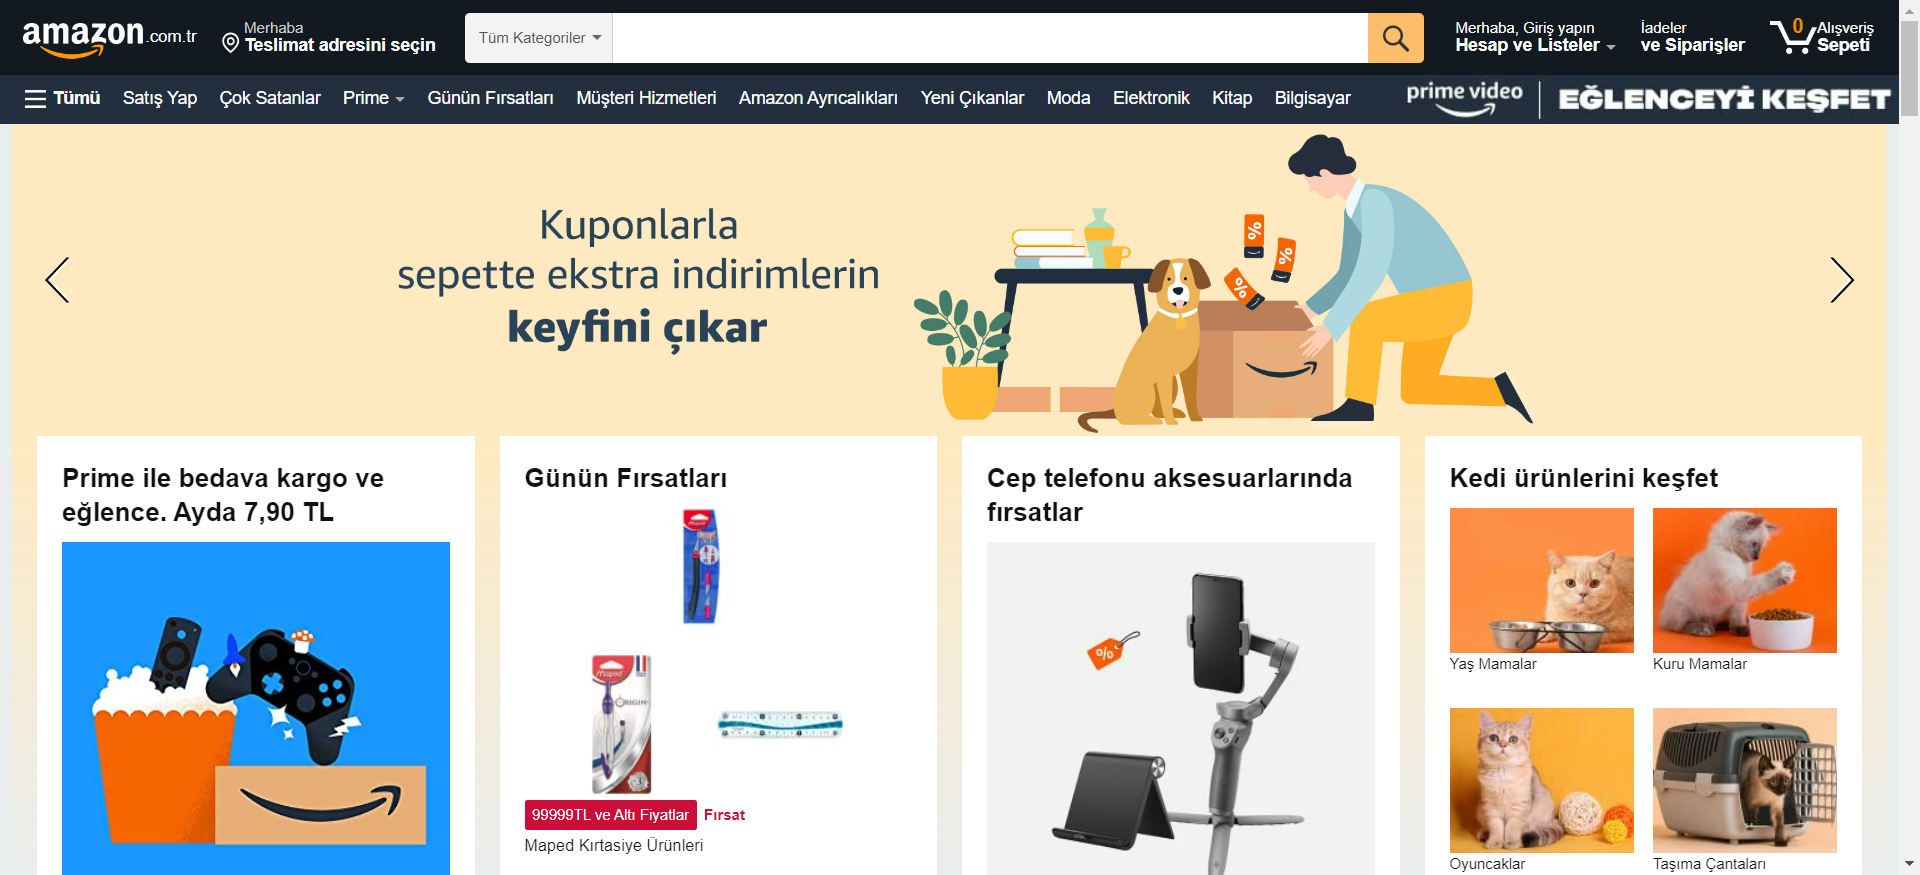 amazon.com.tr
Merhaba
Teslimat adresini seçin
Tüm Kategoriler
Merhaba, Giriş yapın
Hesap ve Listeler
İadeler
ve Siparişler
0
Alışveriş
Sepeti
Tümü
Satış Yap
Çok Satanlar
Prime
Günün Fırsatları
Müşteri Hizmetleri
Amazon Ayrıcalıkları
Yeni Çıkanlar
Moda
Elektronik
Kitap
Bilgisayar
prime video
EĞLENCEYİ KEŞFET
Kuponlarla
sepette ekstra indirimlerin
keyfini çıkar
%
%
%
Prime ile bedava kargo ve
eğlence. Ayda 7,90 TL
Günün Fırsatları
Maped
Maped
ORIGIN
99999TL ve Altı Fiyatlar
Fırsat
Maped Kırtasiye Ürünleri
Cep telefonu aksesuarlarında
fırsatlar
%
Kedi ürünlerini keşfet
Yaş Mamalar
Kuru Mamalar
Oyuncaklar
Taşıma Çantaları